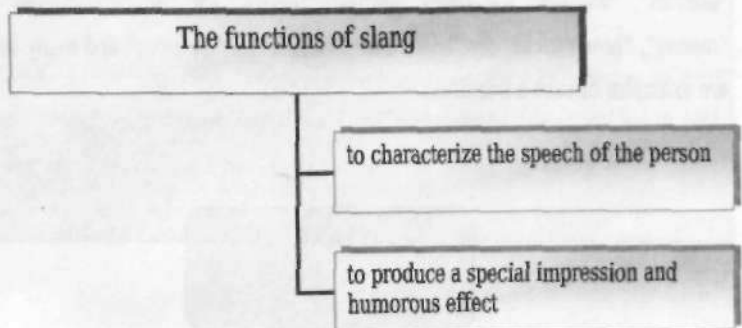 The functions of slang
to characterize the speech of the person
to produce a special impression and
humorous effect